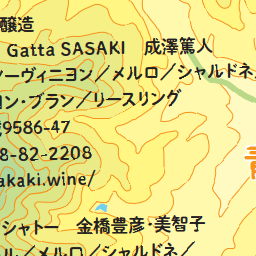 醸造
Gatta SASAKI　成澤篤人
ソーヴィニヨン／メルロ／シャルドネ
ヨン・ブラン／リースリング
9586-47
8-82-2208
akaki.wine/
シャトー　金橋豊彦・美智子
／メルロ／シャルドネ／